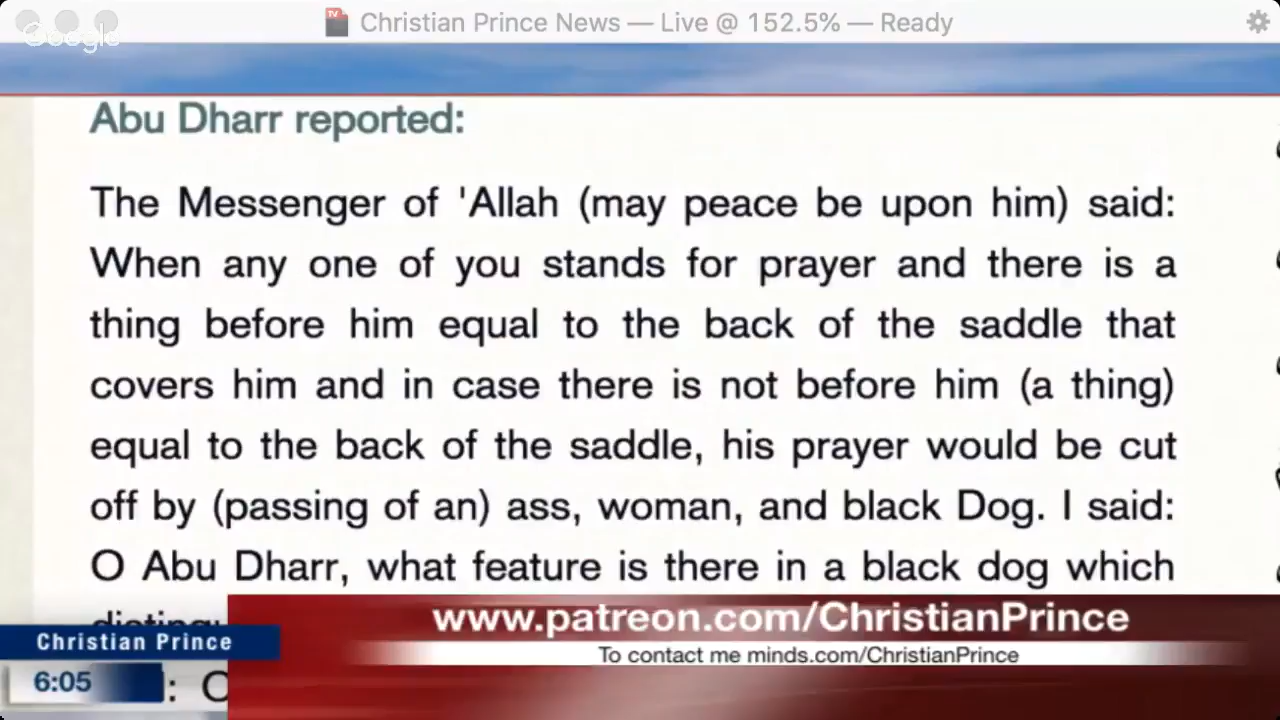 Christian Prince News — Live @ 152.5% — Ready
Google
Abu Dharr reported:
The Messenger of 'Allah (may peace be upon him) said:
When any one of you stands for prayer and there is a
thing before him equal to the back of the saddle that
covers him and in case there is not before him (a thing)
equal to the back of the saddle, his prayer would be cut
off by (passing of an) ass, woman, and black Dog. I said:
O Abu Dharr, what feature is there in a black dog which
www.patreon.com/ChristianPrince
Christian Prince
To contact me minds.com/ChristianPrince
6:05